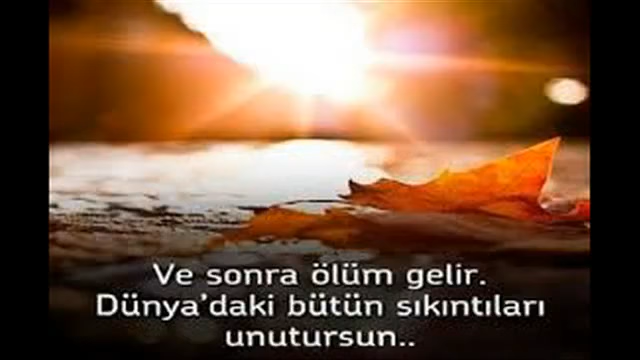 Ve sonra ölüm gelir.
Dünya'daki bütün sıkıntıları
unutursun..